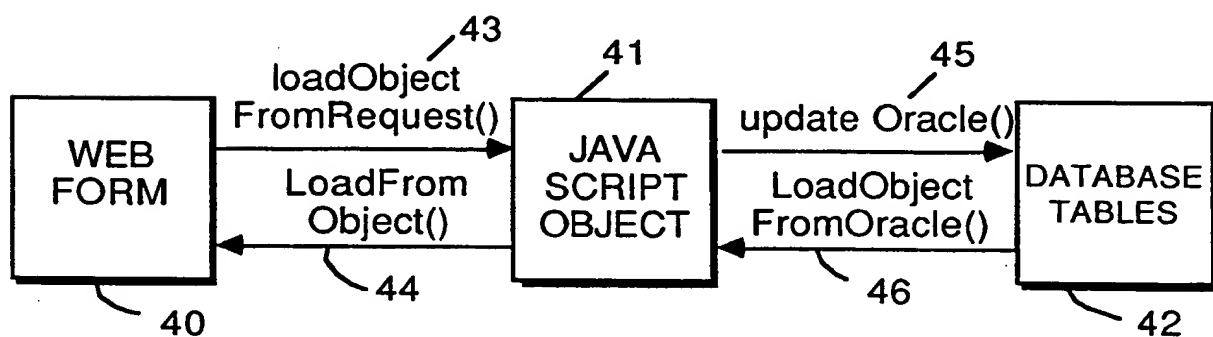 43
loadObject
FromRequest()
41
45
update Oracle()
WEB
FORM
JAVA
SCRIPT
OBJECT
DATABASE
TABLES
LoadFrom
Object()
LoadObject
FromOracle()
44
46
40
42